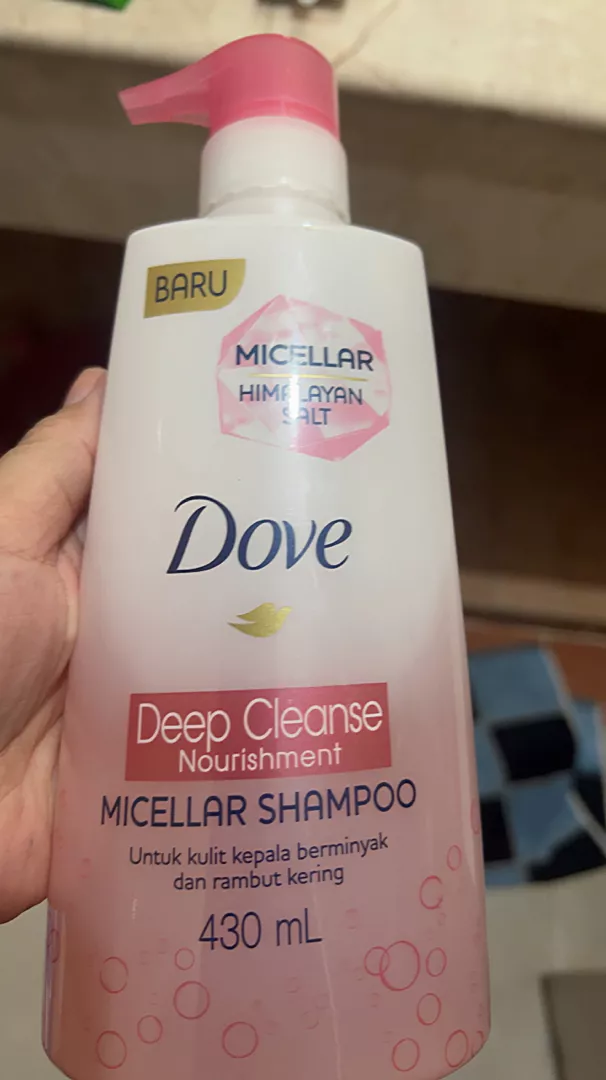 BARU
MICELLAR
HIMALAYAN
SALT
Dove
Deep Cleanse
Nourishment
MICELLAR SHAMPOO
Untuk kulit kepala berminyak
dan rambut kering
430 mL